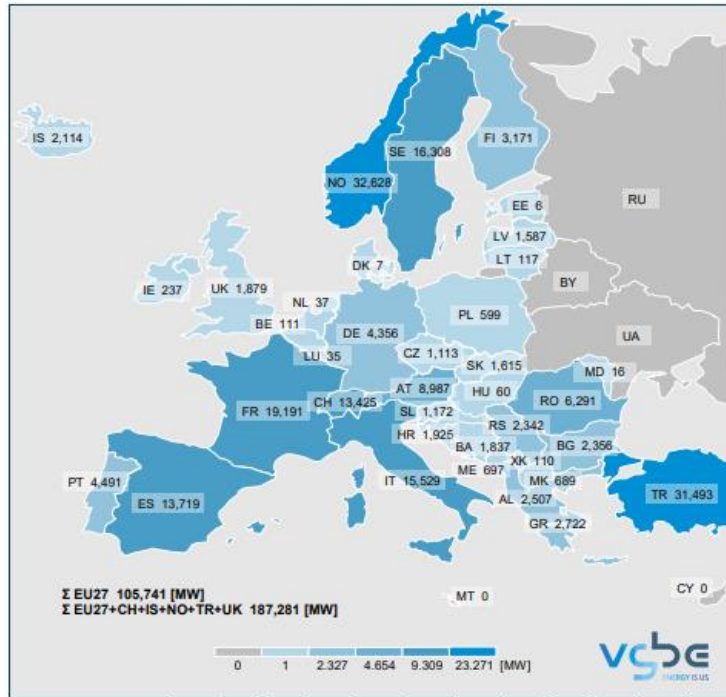 IS 2,114
FI 3,171
SE 16,308
NO 32,628
EE 6
RU
LV 1,587
LT 117
DK 7
BY
IE 237
UK 1,879
NL 37
PL 599
BE 111
DE 4,356
UA
LU 35
CZ 1,113
SK 1,615
MD 16
AT 8,987
HU 60
RO 6,291
FR 19,191
CH 13,425
SL 1,172
RS 2,342
HR 1,925
BA 1,837
BG 2,356
XK 110
PT 4,491
ME 697
MK 689
ES 13,719
IT 15,529
AL 2,507
TR 31,493
GR 2,722
Σ EU27 105,741 [MW]
Σ EU27+CH+IS+NO+TR+UK 187,281 [MW]
MT 0
CY 0
0 1 2.327 4.654 9.309 23.271 [MW]
vgbe
ENERGY IS US